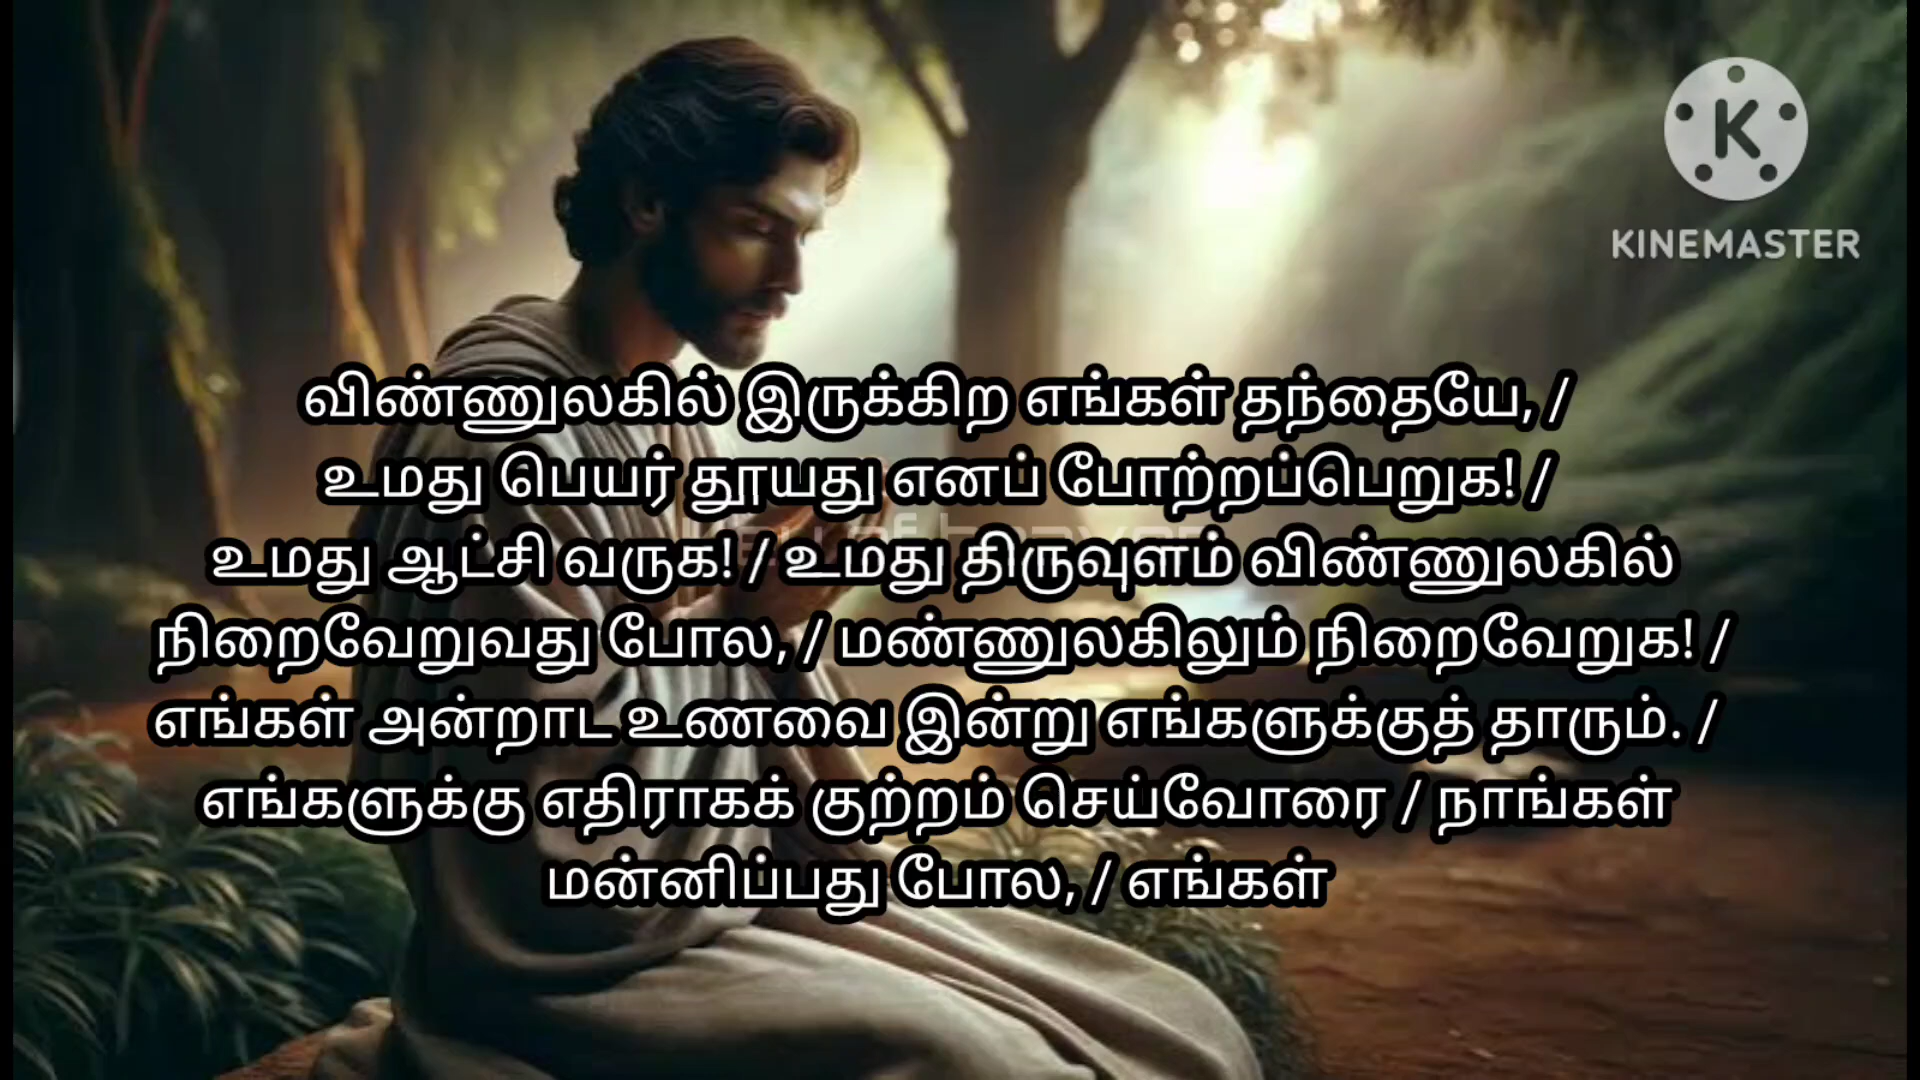 KINEMASTER
விண்ணுலகில் இருக்கிற எங்கள் தந்தையே, /
உமது பெயர் தூயது எனப் போற்றப்பெறுக! /
உமது ஆட்சி வருக! / உமது திருவுளம் விண்ணுலகில்
நிறைவேறுவது போல, / மண்ணுலகிலும் நிறைவேறுக! /
எங்கள் அன்றாட உணவை இன்று எங்களுக்குத் தாரும். /
எங்களுக்கு எதிராகக் குற்றம் செய்வோரை / நாங்கள்
மன்னிப்பது போல, / எங்கள்